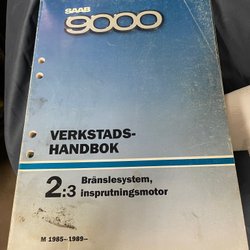 SAAB
9000
VERKSTADS-
HANDBOK
2:3 Bränslesystem,
insprutningsmotor
M 1985–1989–